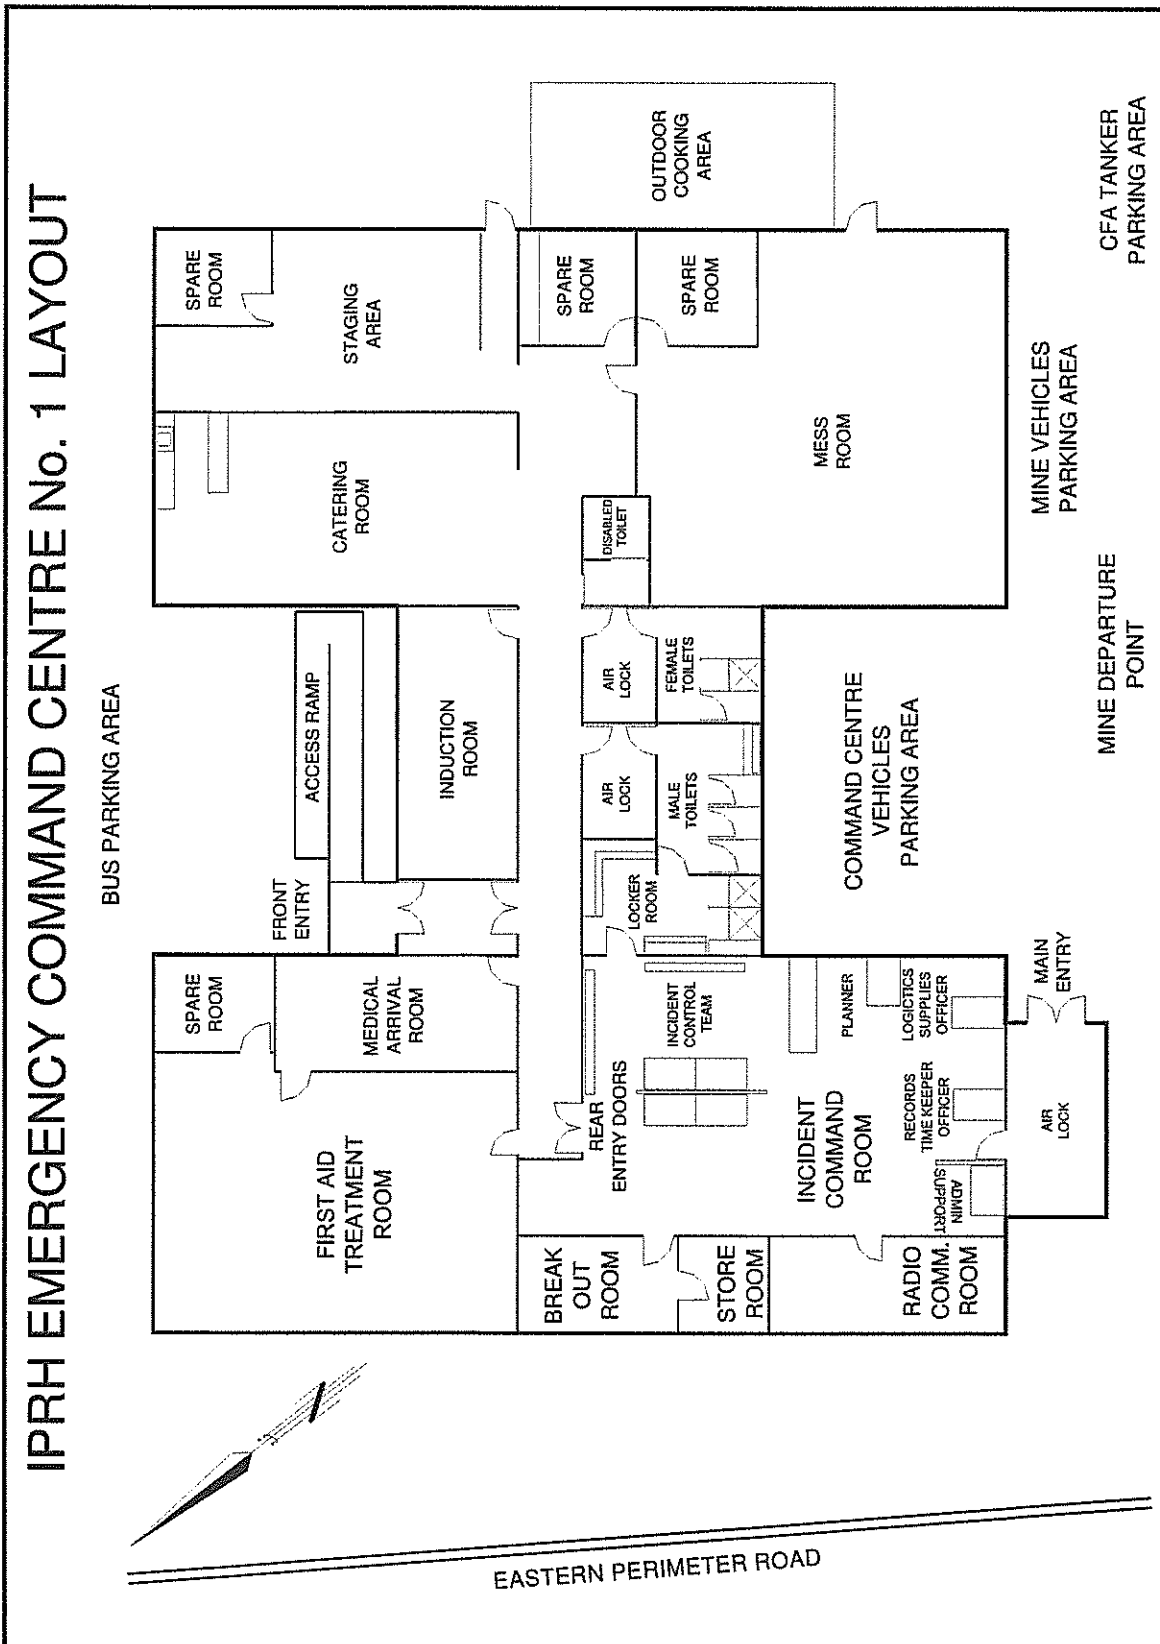 IPRH EMERGENCY COMMAND CENTRE No. 1 LAYOUT
BUS PARKING AREA
SPARE
ROOM
FRONT
ENTRY
ACCESS RAMP
SPARE
ROOM
MEDICAL
ARRIVAL
ROOM
FIRST AID
TREATMENT
ROOM
INDUCTION
ROOM
CATERING
ROOM
STAGING
AREA
OUTDOOR
COOKING
AREA
SPARE
ROOM
SPARE
ROOM
DISABLED
TOILET
AIR
LOCK
AIR
LOCK
FEMALE
TOILETS
MALE
TOILETS
LOCKER
ROOM
MESS
ROOM
REAR
ENTRY DOORS
INCIDENT
CONTROL
TEAM
BREAK
OUT
ROOM
STORE
ROOM
INCIDENT
COMMAND
ROOM
PLANNER
LOGICTICS
SUPPLIES
OFFICER
RECORDS
TIME KEEPER
OFFICER
ADMIN
SUPPORT
RADIO
COMM.
ROOM
AIR
LOCK
MAIN
ENTRY
COMMAND CENTRE
VEHICLES
PARKING AREA
MINE VEHICLES
PARKING AREA
MINE DEPARTURE
POINT
CFA TANKER
PARKING AREA
EASTERN PERIMETER ROAD